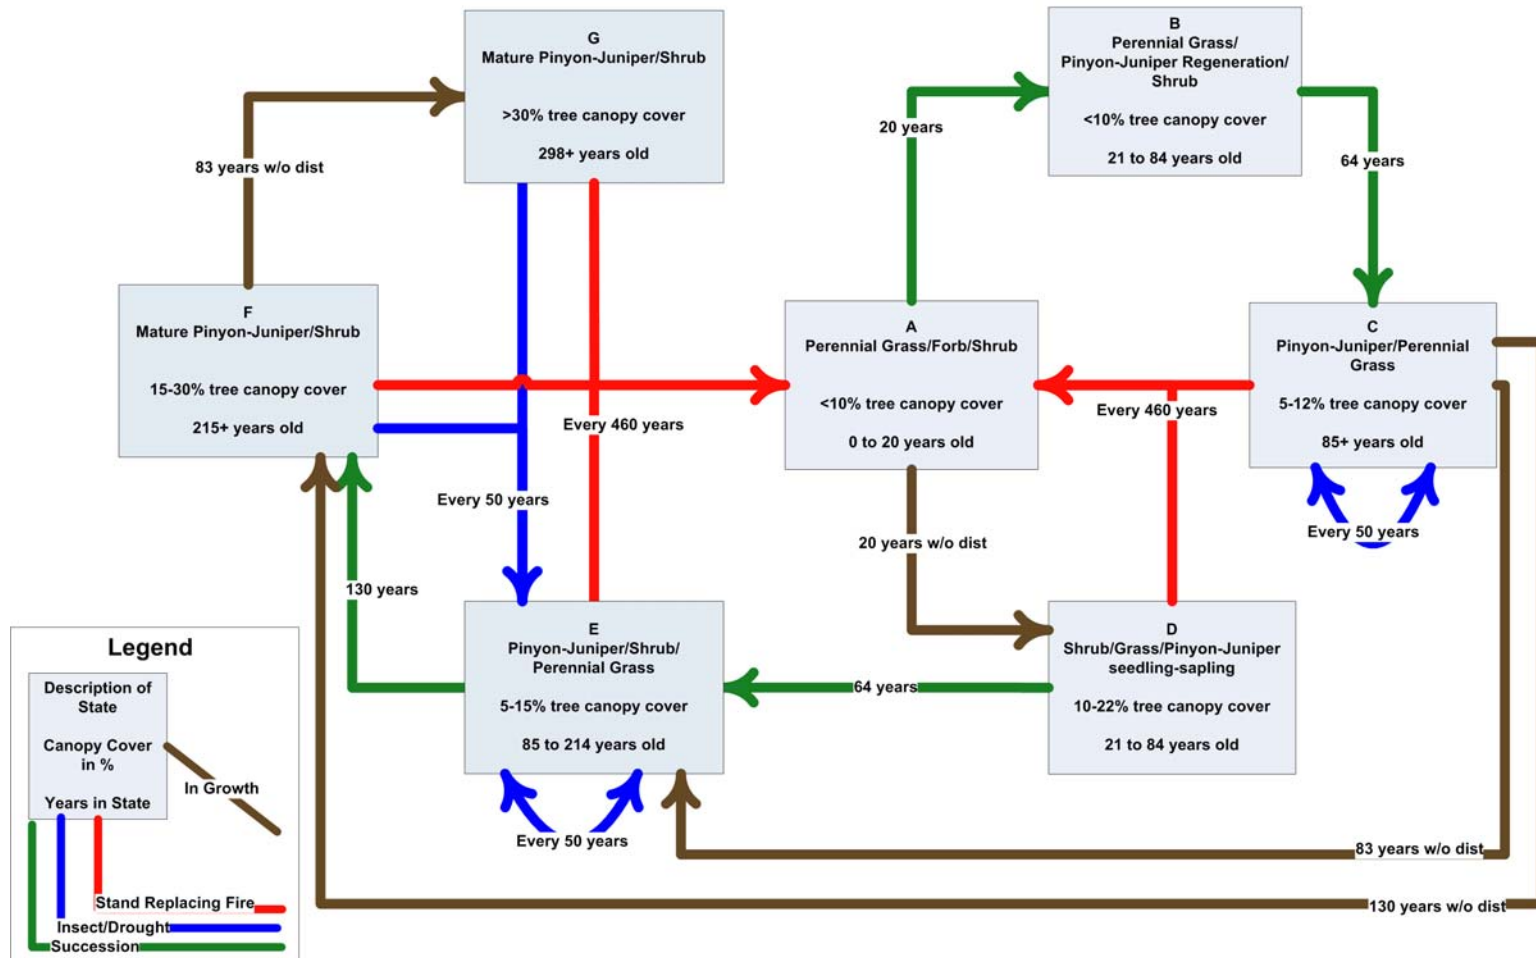 G
Mature Pinyon-Juniper/Shrub
>30% tree canopy cover
298+ years old
B
Perennial Grass/
Pinyon-Juniper Regeneration/
Shrub
<10% tree canopy cover
21 to 84 years old
83 years w/o dist
20 years
64 years
F
Mature Pinyon-Juniper/Shrub
15-30% tree canopy cover
215+ years old
A
Perennial Grass/Forb/Shrub
<10% tree canopy cover
0 to 20 years old
C
Pinyon-Juniper/Perennial
Grass
5-12% tree canopy cover
85+ years old
Every 460 years
Every 460 years
Every 50 years
Every 50 years
20 years w/o dist
130 years
E
Pinyon-Juniper/Shrub/
Perennial Grass
5-15% tree canopy cover
85 to 214 years old
64 years
D
Shrub/Grass/Pinyon-Juniper
seedling-sapling
10-22% tree canopy cover
21 to 84 years old
Every 50 years
83 years w/o dist
130 years w/o dist
Legend
Description of
State
Canopy Cover
in %
Years in State
In Growth
Stand Replacing Fire
Insect/Drought
Succession